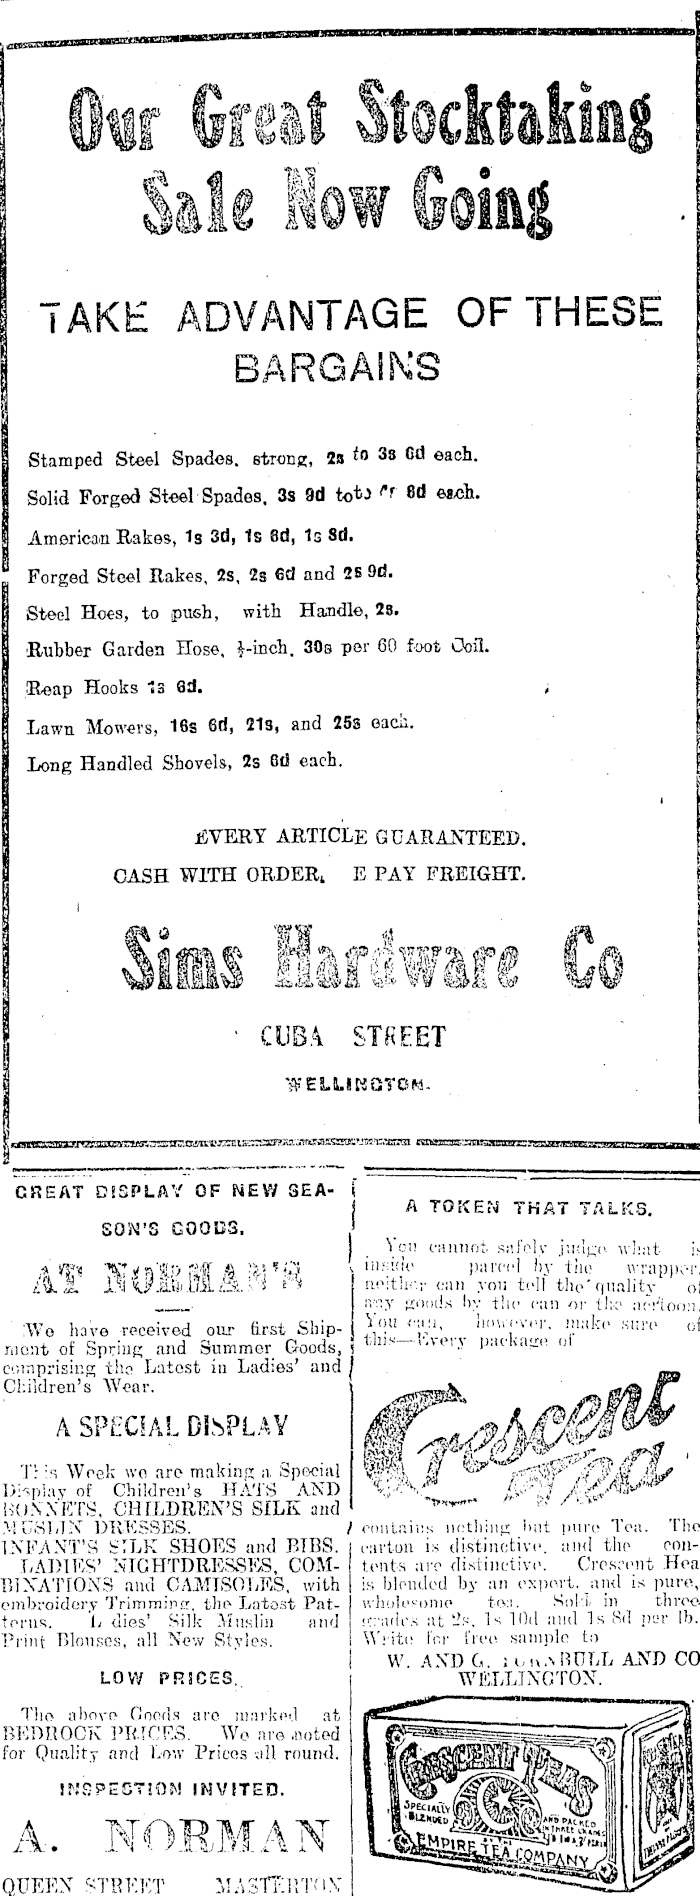 Our Great Stocktaking
Sale Now Going
TAKE ADVANTAGE OF THESE
BARGAINS
Stamped Steel Spades, strong, 2s to 3s 6d each.
Solid Forged Steel Spades, 3s 9d 8d each.
American Rakes, 1s 3d, 1s 6d, 1s 8d.
Forged Steel Rakes, 2s, 2s 6d and 2s 9d.
Steel Hoes, to push, with Handle, 2s.
Rubber Garden Hose, ½-inch, 30s per 60 foot Coil.
Reap Hooks 1s 6d.
Lawn Mowers, 16s 6d, 21s, and 25s each.
Long Handled Shovels, 2s 6d each.
EVERY ARTICLE GUARANTEED.
CASH WITH ORDER. E PAY FREIGHT.
Sims Hardware Co
CUBA STREET
WELLINGTON.
GREAT DISPLAY OF NEW SEA-
SON'S GOODS.
AT NORMAN'S
We have received our first Ship-
ment of Spring and Summer Goods,
comprising the Latest in Ladies' and
Children's Wear.
A SPECIAL DISPLAY
This Week we are making a Special
Display of Children's HATS AND
BONNETS, CHILDREN'S SILK and
MUSLIN DRESSES.
INFANT'S SILK SHOES and BIBS.
LADIES' NIGHTDRESSES, COM-
BINATIONS and CAMISOLES, with
embroidery Trimming, the Latest Pat-
terns. L dies' Silk Muslin and
Print Blouses, all New Styles.
LOW PRICES.
The above Goods are marked at
BEDROCK PRICES. We are noted
for Quality and Low Prices all round.
INSPECTION INVITED.
A. NORMAN
QUEEN STREET MASTERTON
A TOKEN THAT TALKS.
You cannot safely judge what is
inside parcel by the wrapper,
neither can you tell the quality of
any goods by the can or the
You can, however, make sure of
this—Every package of
Crescent
Tea
contains nothing but pure Tea. The
carton is distinctive, and the con-
tents are distinctive. Crescent Hea
is blended by an expert, and is pure,
wholesome tea. Sold in three
grades at 2s, 1s 10d and 1s 8d per lb.
Write for free sample to
W. AND G. TURNBULL AND CO
WELLINGTON.
CRESCENT TEAS
SPECIALLY
BLENDED
AND PACKED
BY THE
EMPIRE TEA COMPANY